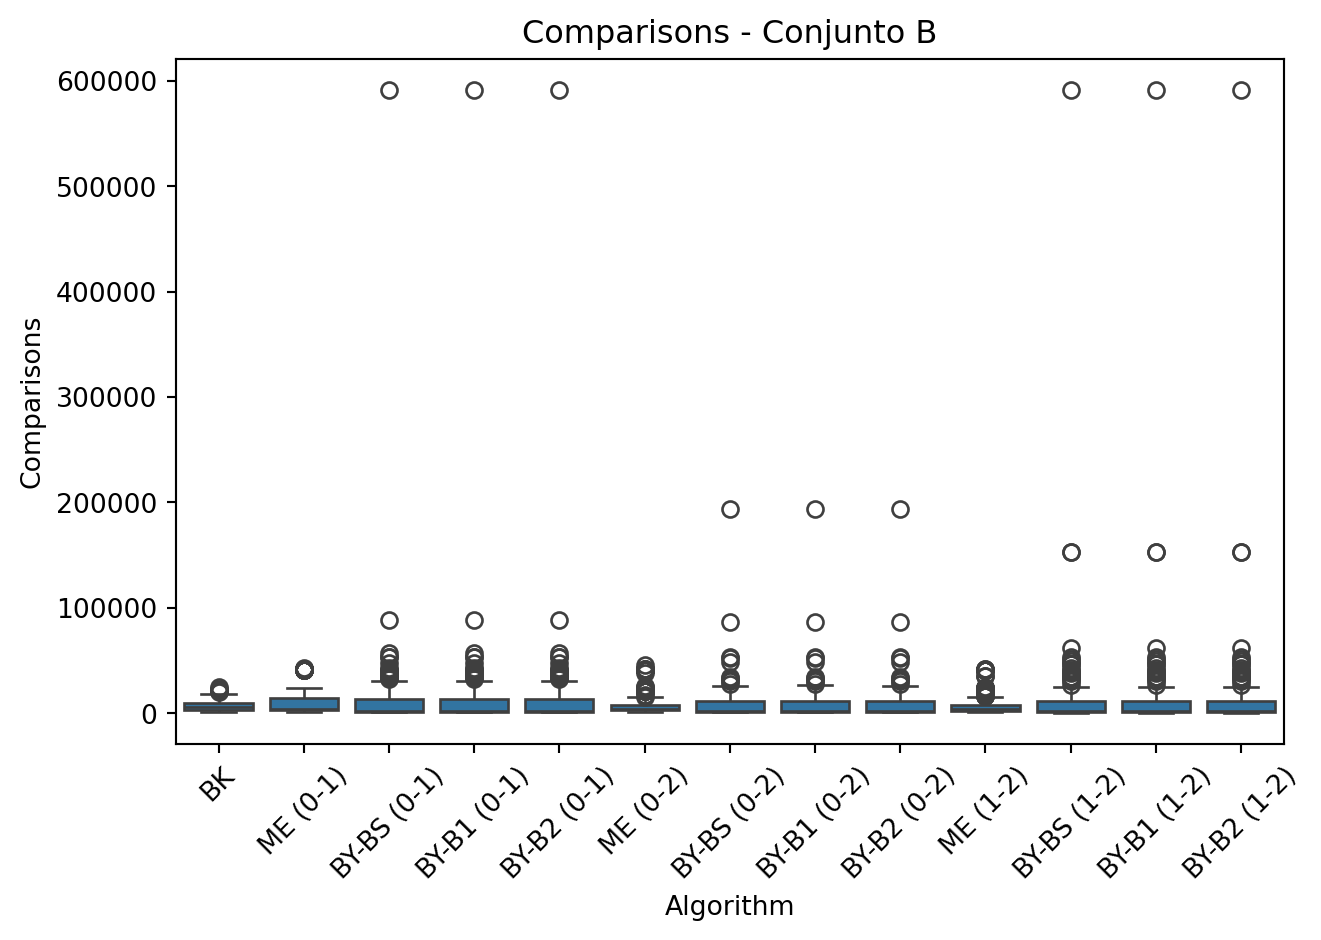 Comparisons - Conjunto B
Comparisons
600000
500000
400000
300000
200000
100000
0
BK
ME (0-1)
BY-BS (0-1)
BY-B1 (0-1)
BY-B2 (0-1)
ME (0-2)
BY-BS (0-2)
BY-B1 (0-2)
BY-B2 (0-2)
ME (1-2)
BY-BS (1-2)
BY-B1 (1-2)
BY-B2 (1-2)
Algorithm